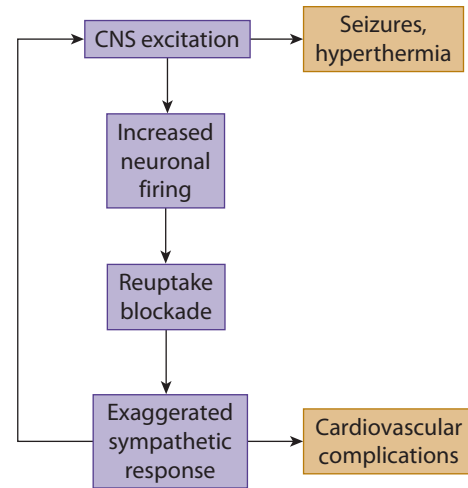 CNS excitation
Seizures,
hyperthermia
Increased
neuronal
firing
Reuptake
blockade
Exaggerated
sympathetic
response
Cardiovascular
complications